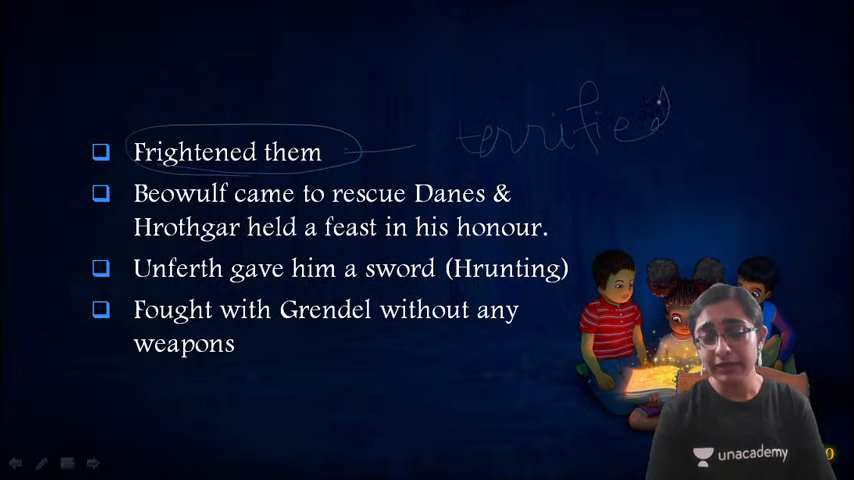 terrified
Frightened them
Beowulf came to rescue Danes &
Hrothgar held a feast in his honour.
Unferth gave him a sword (Hrunting)
Fought with Grendel without any
weapons
unacademy